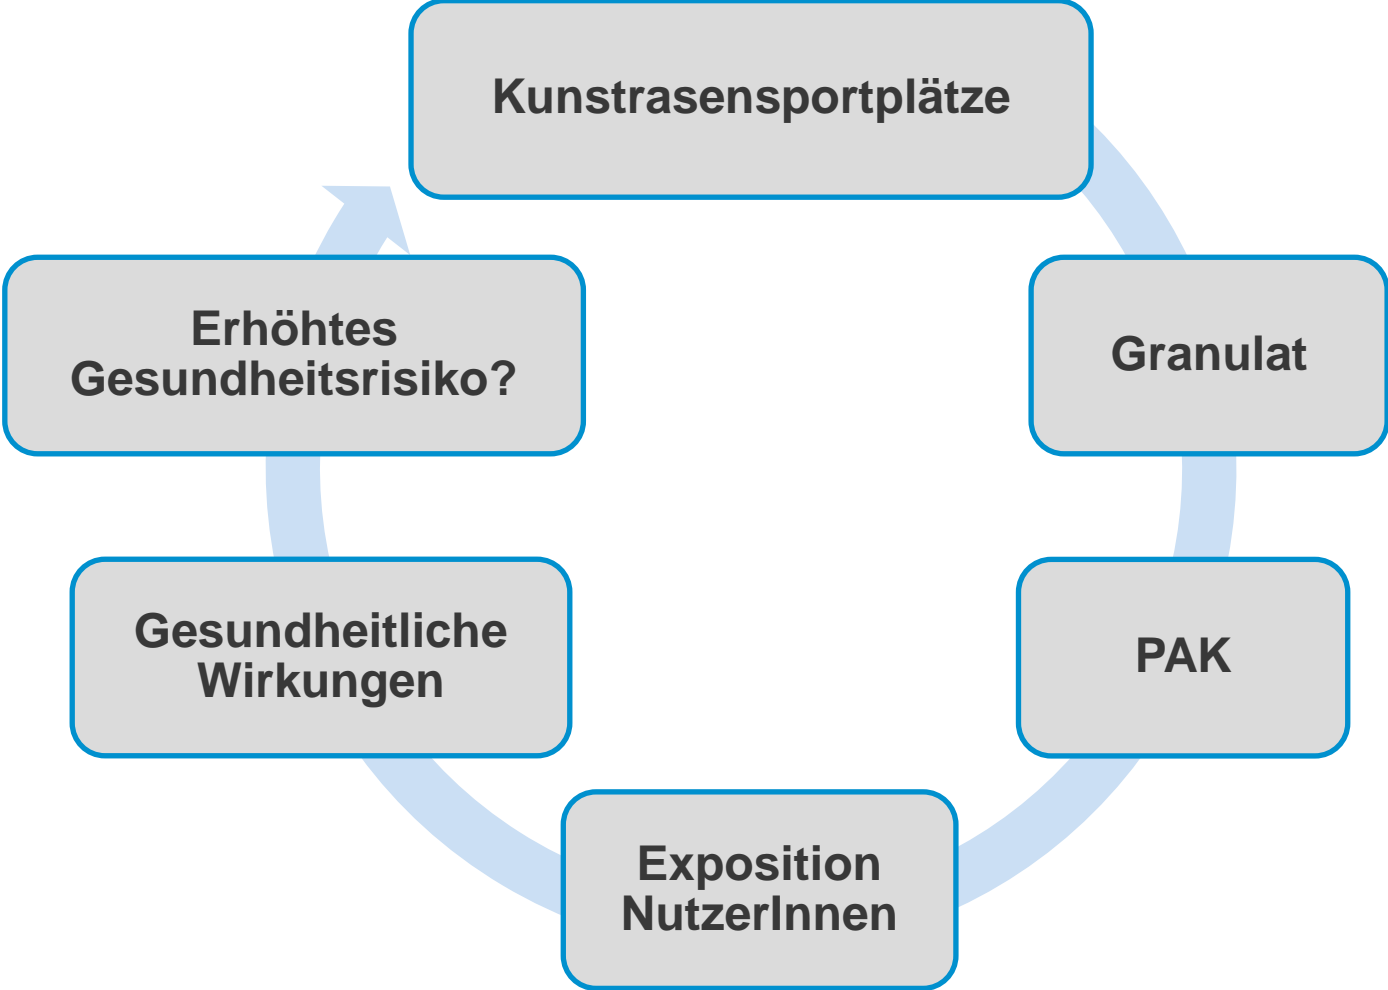 Kunstrasensportplätze
Granulat
PAK
Exposition
NutzerInnen
Gesundheitliche
Wirkungen
Erhöhtes
Gesundheitsrisiko?